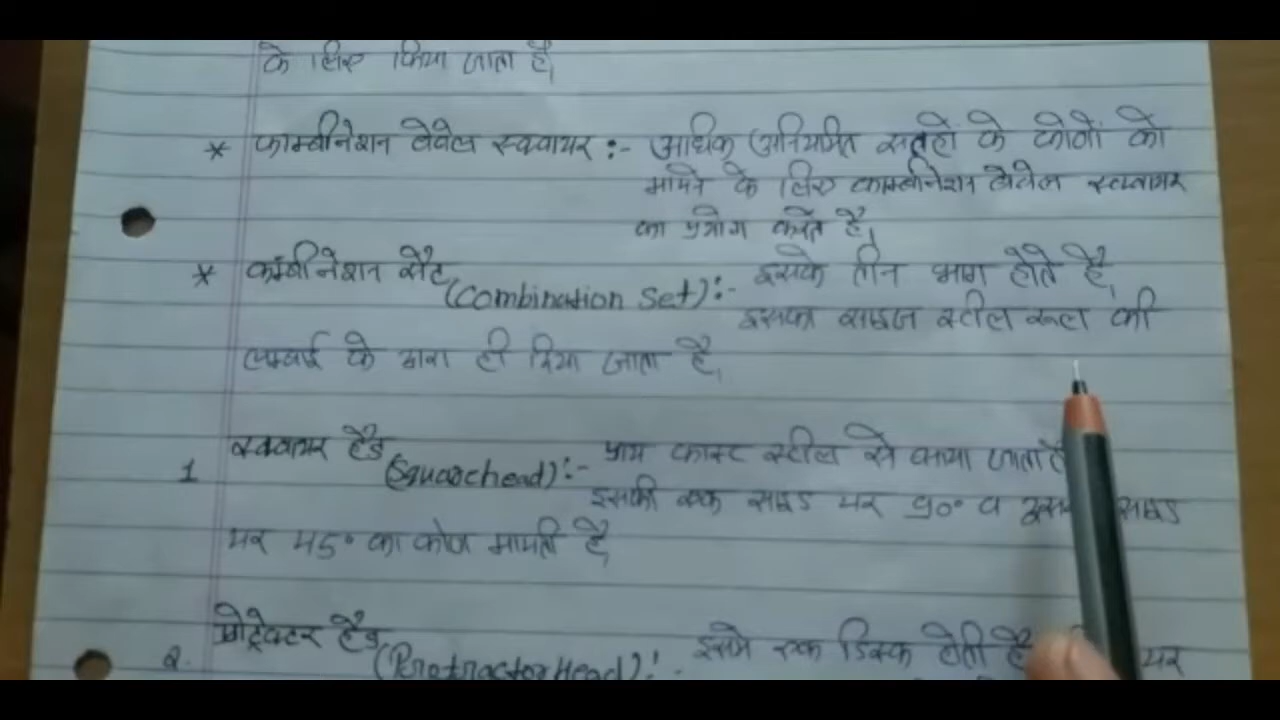 के लिए किया जाता है,
* काम्बीनेशन बेवेल स्क्वायर :- अधिक अनियमित सतहों के कोणों को
मापने के लिए काम्बीनेशन बेवेल स्क्वायर
का प्रयोग करते है,
* कॉम्बीनेशन सैट (Combination Set) :- इसके तीन भाग होते है,
इसका साइज स्टील रूल की
लम्बाई के द्वारा ही दिया जाता है,
1 स्क्वायर हैड (Squarehead) :- प्राय कास्ट स्टील से बनाया जाता है
इसकी एक साइड पर 90° व साइड
पर 45° का कोण मापती है,
2. प्रोट्रेक्टर हैड (Protractor Head) :- इसमे एक डिस्क होती है पर